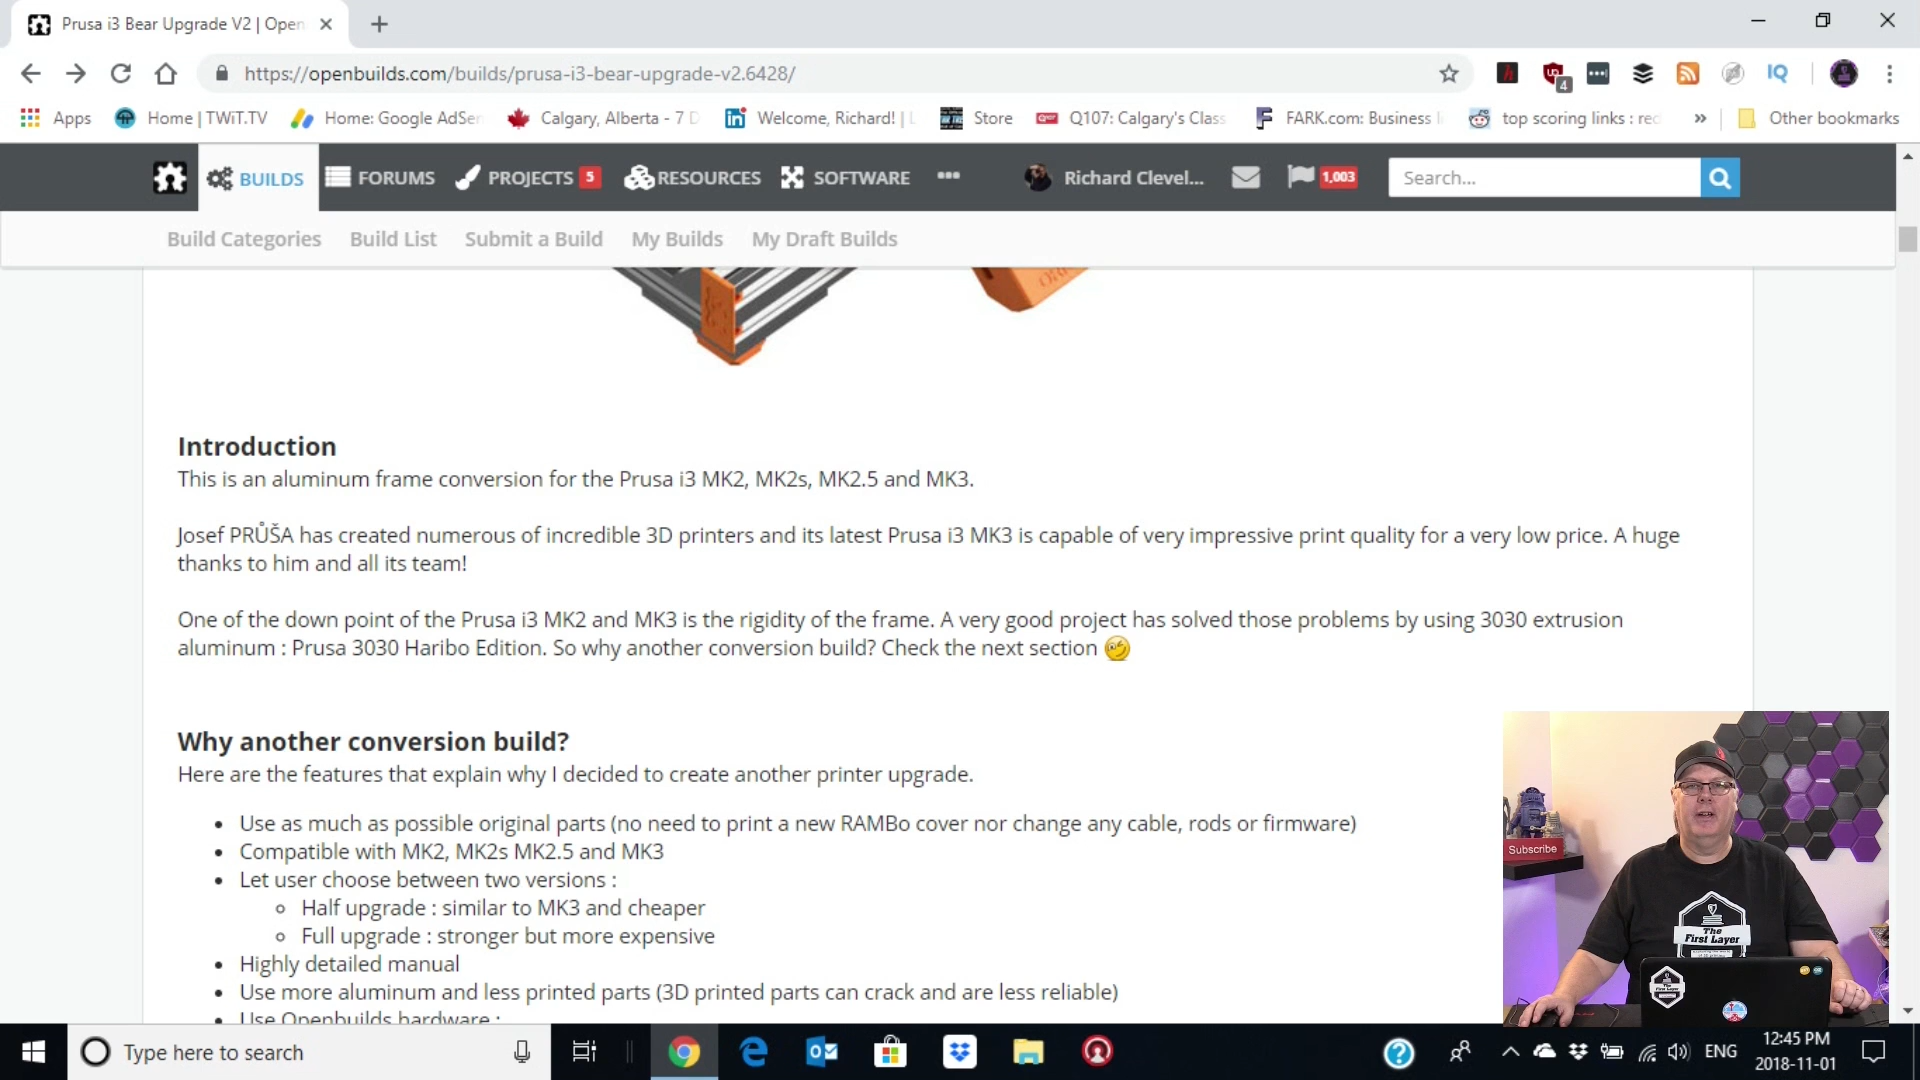 Prusa i3 Bear Upgrade V2 | Open
https://openbuilds.com/builds/prusa-i3-bear-upgrade-v2.6428/
4
IQ
Apps
Home | TWiT.TV
Home: Google AdSer
Calgary, Alberta - 7 D
Welcome, Richard! | L
Store
Q107: Calgary's Class
FARK.com: Business
top scoring links : red
Other bookmarks
BUILDS
FORUMS
PROJECTS 5
RESOURCES
SOFTWARE
Richard Clevel...
1,003
Search...
Build Categories
Build List
Submit a Build
My Builds
My Draft Builds
Introduction
This is an aluminum frame conversion for the Prusa i3 MK2, MK2s, MK2.5 and MK3.
Josef PRŮŠA has created numerous of incredible 3D printers and its latest Prusa i3 MK3 is capable of very impressive print quality for a very low price. A huge
thanks to him and all its team!
One of the down point of the Prusa i3 MK2 and MK3 is the rigidity of the frame. A very good project has solved those problems by using 3030 extrusion
aluminum : Prusa 3030 Haribo Edition. So why another conversion build? Check the next section
Why another conversion build?
Here are the features that explain why I decided to create another printer upgrade.
Use as much as possible original parts (no need to print a new RAMBo cover nor change any cable, rods or firmware)
Compatible with MK2, MK2s MK2.5 and MK3
Let user choose between two versions :
Half upgrade : similar to MK3 and cheaper
Full upgrade : stronger but more expensive
Highly detailed manual
Use more aluminum and less printed parts (3D printed parts can crack and are less reliable)
Use Openbuilds hardware :
Subscribe
The
First Layer
Type here to search
ENG
12:45 PM
2018-11-01